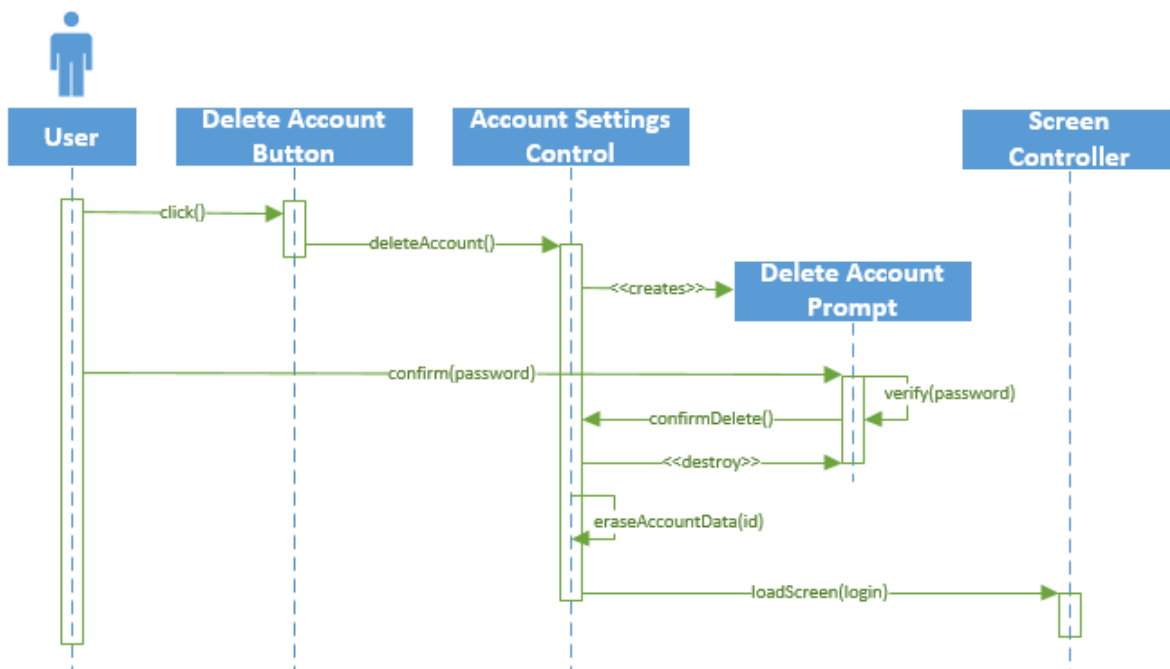 User
Delete Account
Button
Account Settings
Control
Screen
Controller
click()
deleteAccount()
<<creates>>
Delete Account
Prompt
confirm(password)
verify(password)
confirmDelete()
<<destroy>>
eraseAccountData(id)
loadScreen(login)